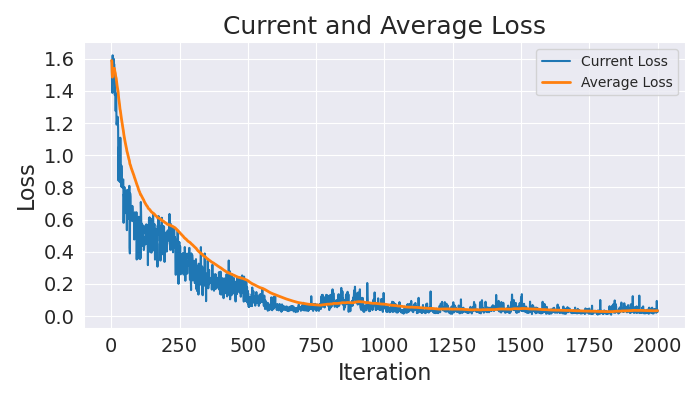 Current and Average Loss
Loss
1.6
1.4
1.2
1.0
0.8
0.6
0.4
0.2
0.0
Current Loss
Average Loss
0 250 500 750 1000 1250 1500 1750 2000
Iteration